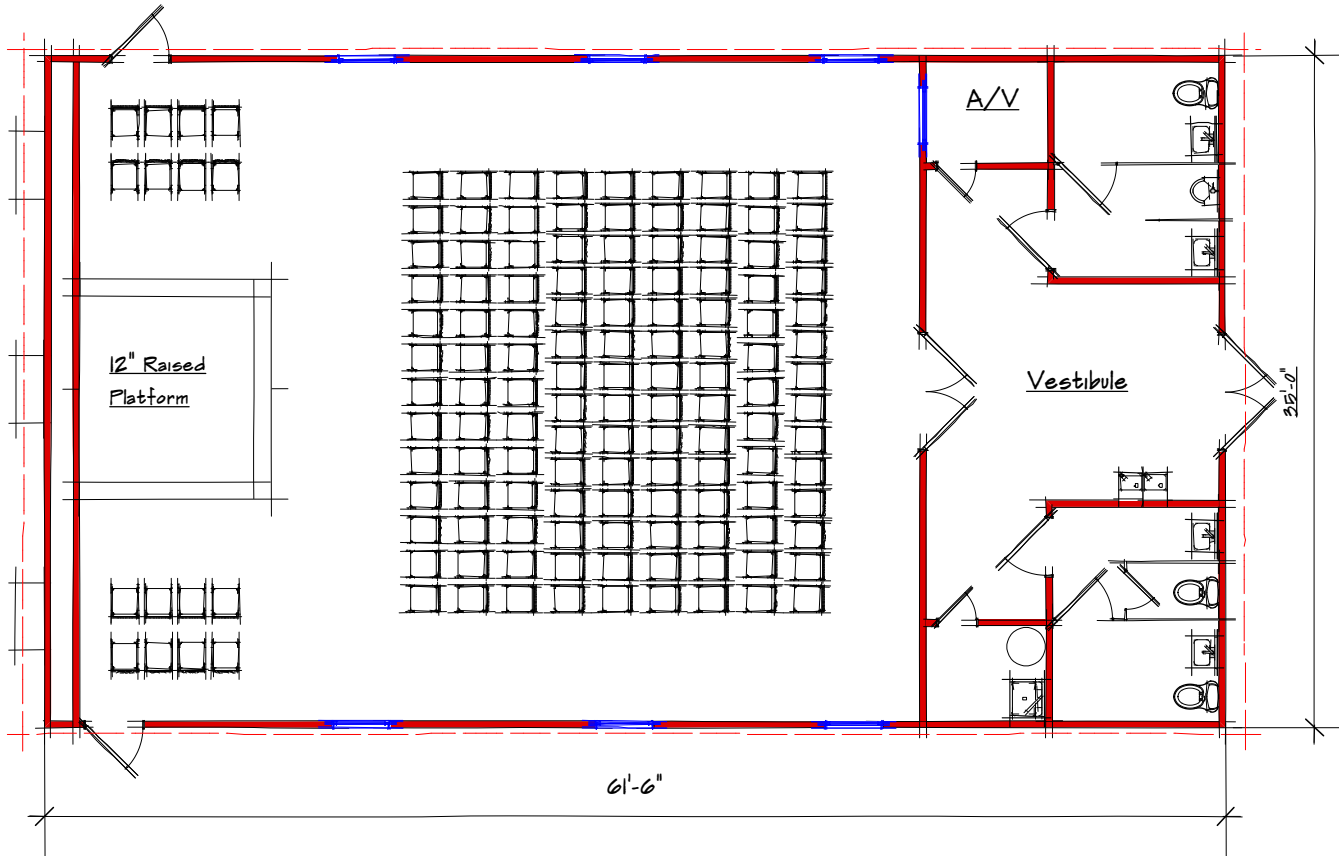 A/V
12" Raised
Platform
Vestibule
35'-0"
61'-6"